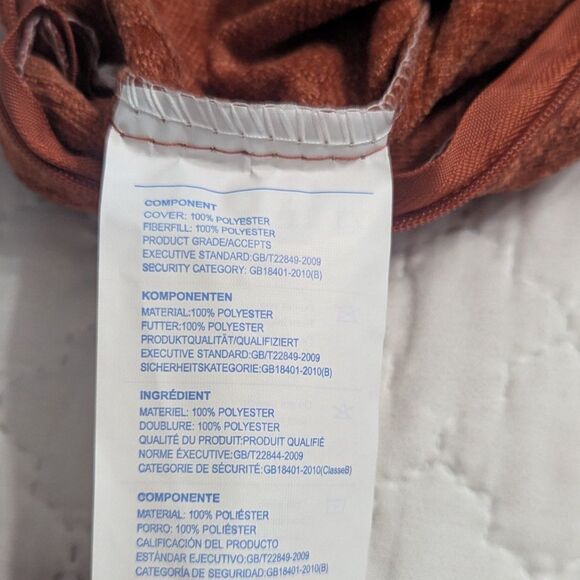 COMPONENT
COVER: 100% POLYESTER
FIBERFILL: 100% POLYESTER
PRODUCT GRADE/ACCEPTS
EXECUTIVE STANDARD:GB/T22849-2009
SECURITY CATEGORY: GB18401-2010(B)
KOMPONENTEN
MATERIAL:100% POLYESTER
FUTTER:100% POLYESTER
PRODUKTQUALITÄT/QUALIFIZIERT
EXECUTIVE STANDARD:GB/T22849-2009
SICHERHEITSKATEGORIE:GB18401-2010(B)
INGRÉDIENT
MATERIEL: 100% POLYESTER
DOUBLURE: 100% POLYESTER
QUALITÉ DU PRODUIT:PRODUIT QUALIFIÉ
NORME ÉXECUTIVE:GB/T22844-2009
CATEGORIE DE SÉCURITÉ:GB18401-2010(ClasseB)
COMPONENTE
MATERIAL: 100% POLIÉSTER
FORRO: 100% POLIÉSTER
CALIFICACIÓN DEL PRODUCTO
ESTÁNDAR EJECUTIVO:GB/T22849-2009
CATEGORÍA DE SEGURIDAD:GB18401-2010(B)